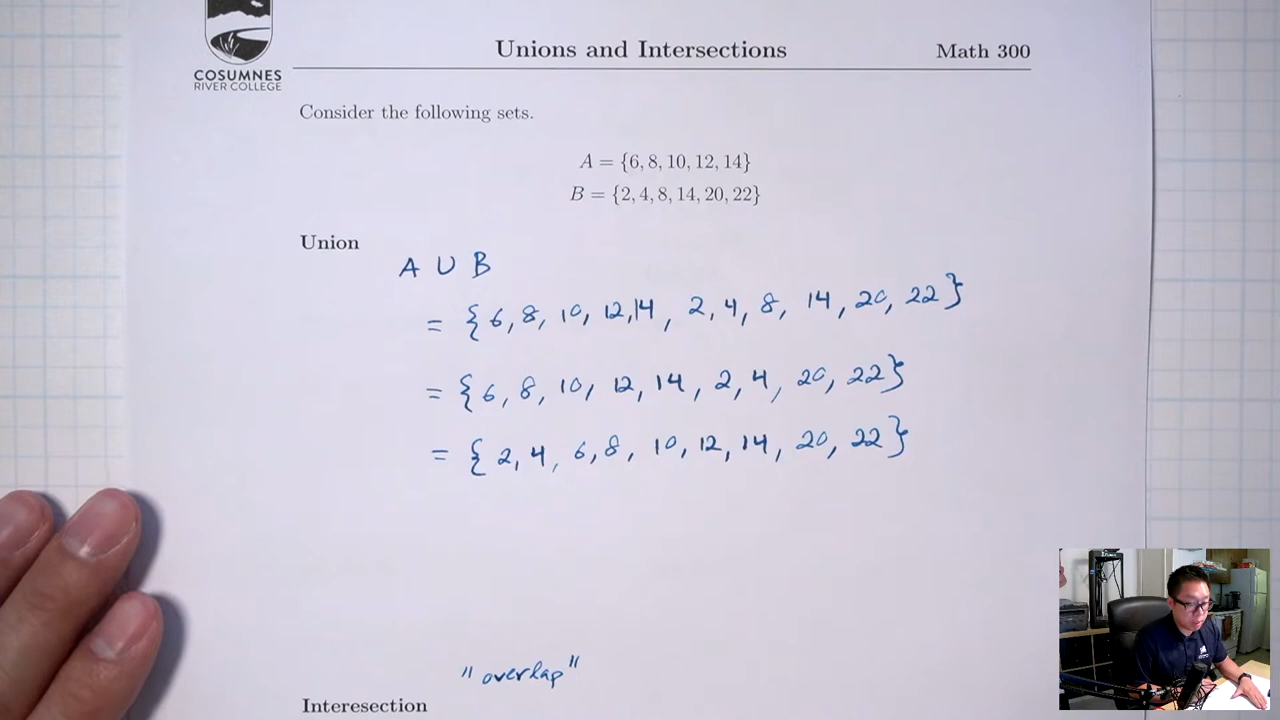 COSUMNES
RIVER COLLEGE
Unions and Intersections
Math 300
Consider the following sets.
A = {6, 8, 10, 12, 14}
B = {2, 4, 8, 14, 20, 22}
Union
A ∪ B
= {6, 8, 10, 12, 14, 2, 4, 8, 14, 20, 22}
= {6, 8, 10, 12, 14, 2, 4, 20, 22}
= {2, 4, 6, 8, 10, 12, 14, 20, 22}
"overlap"
Interesection